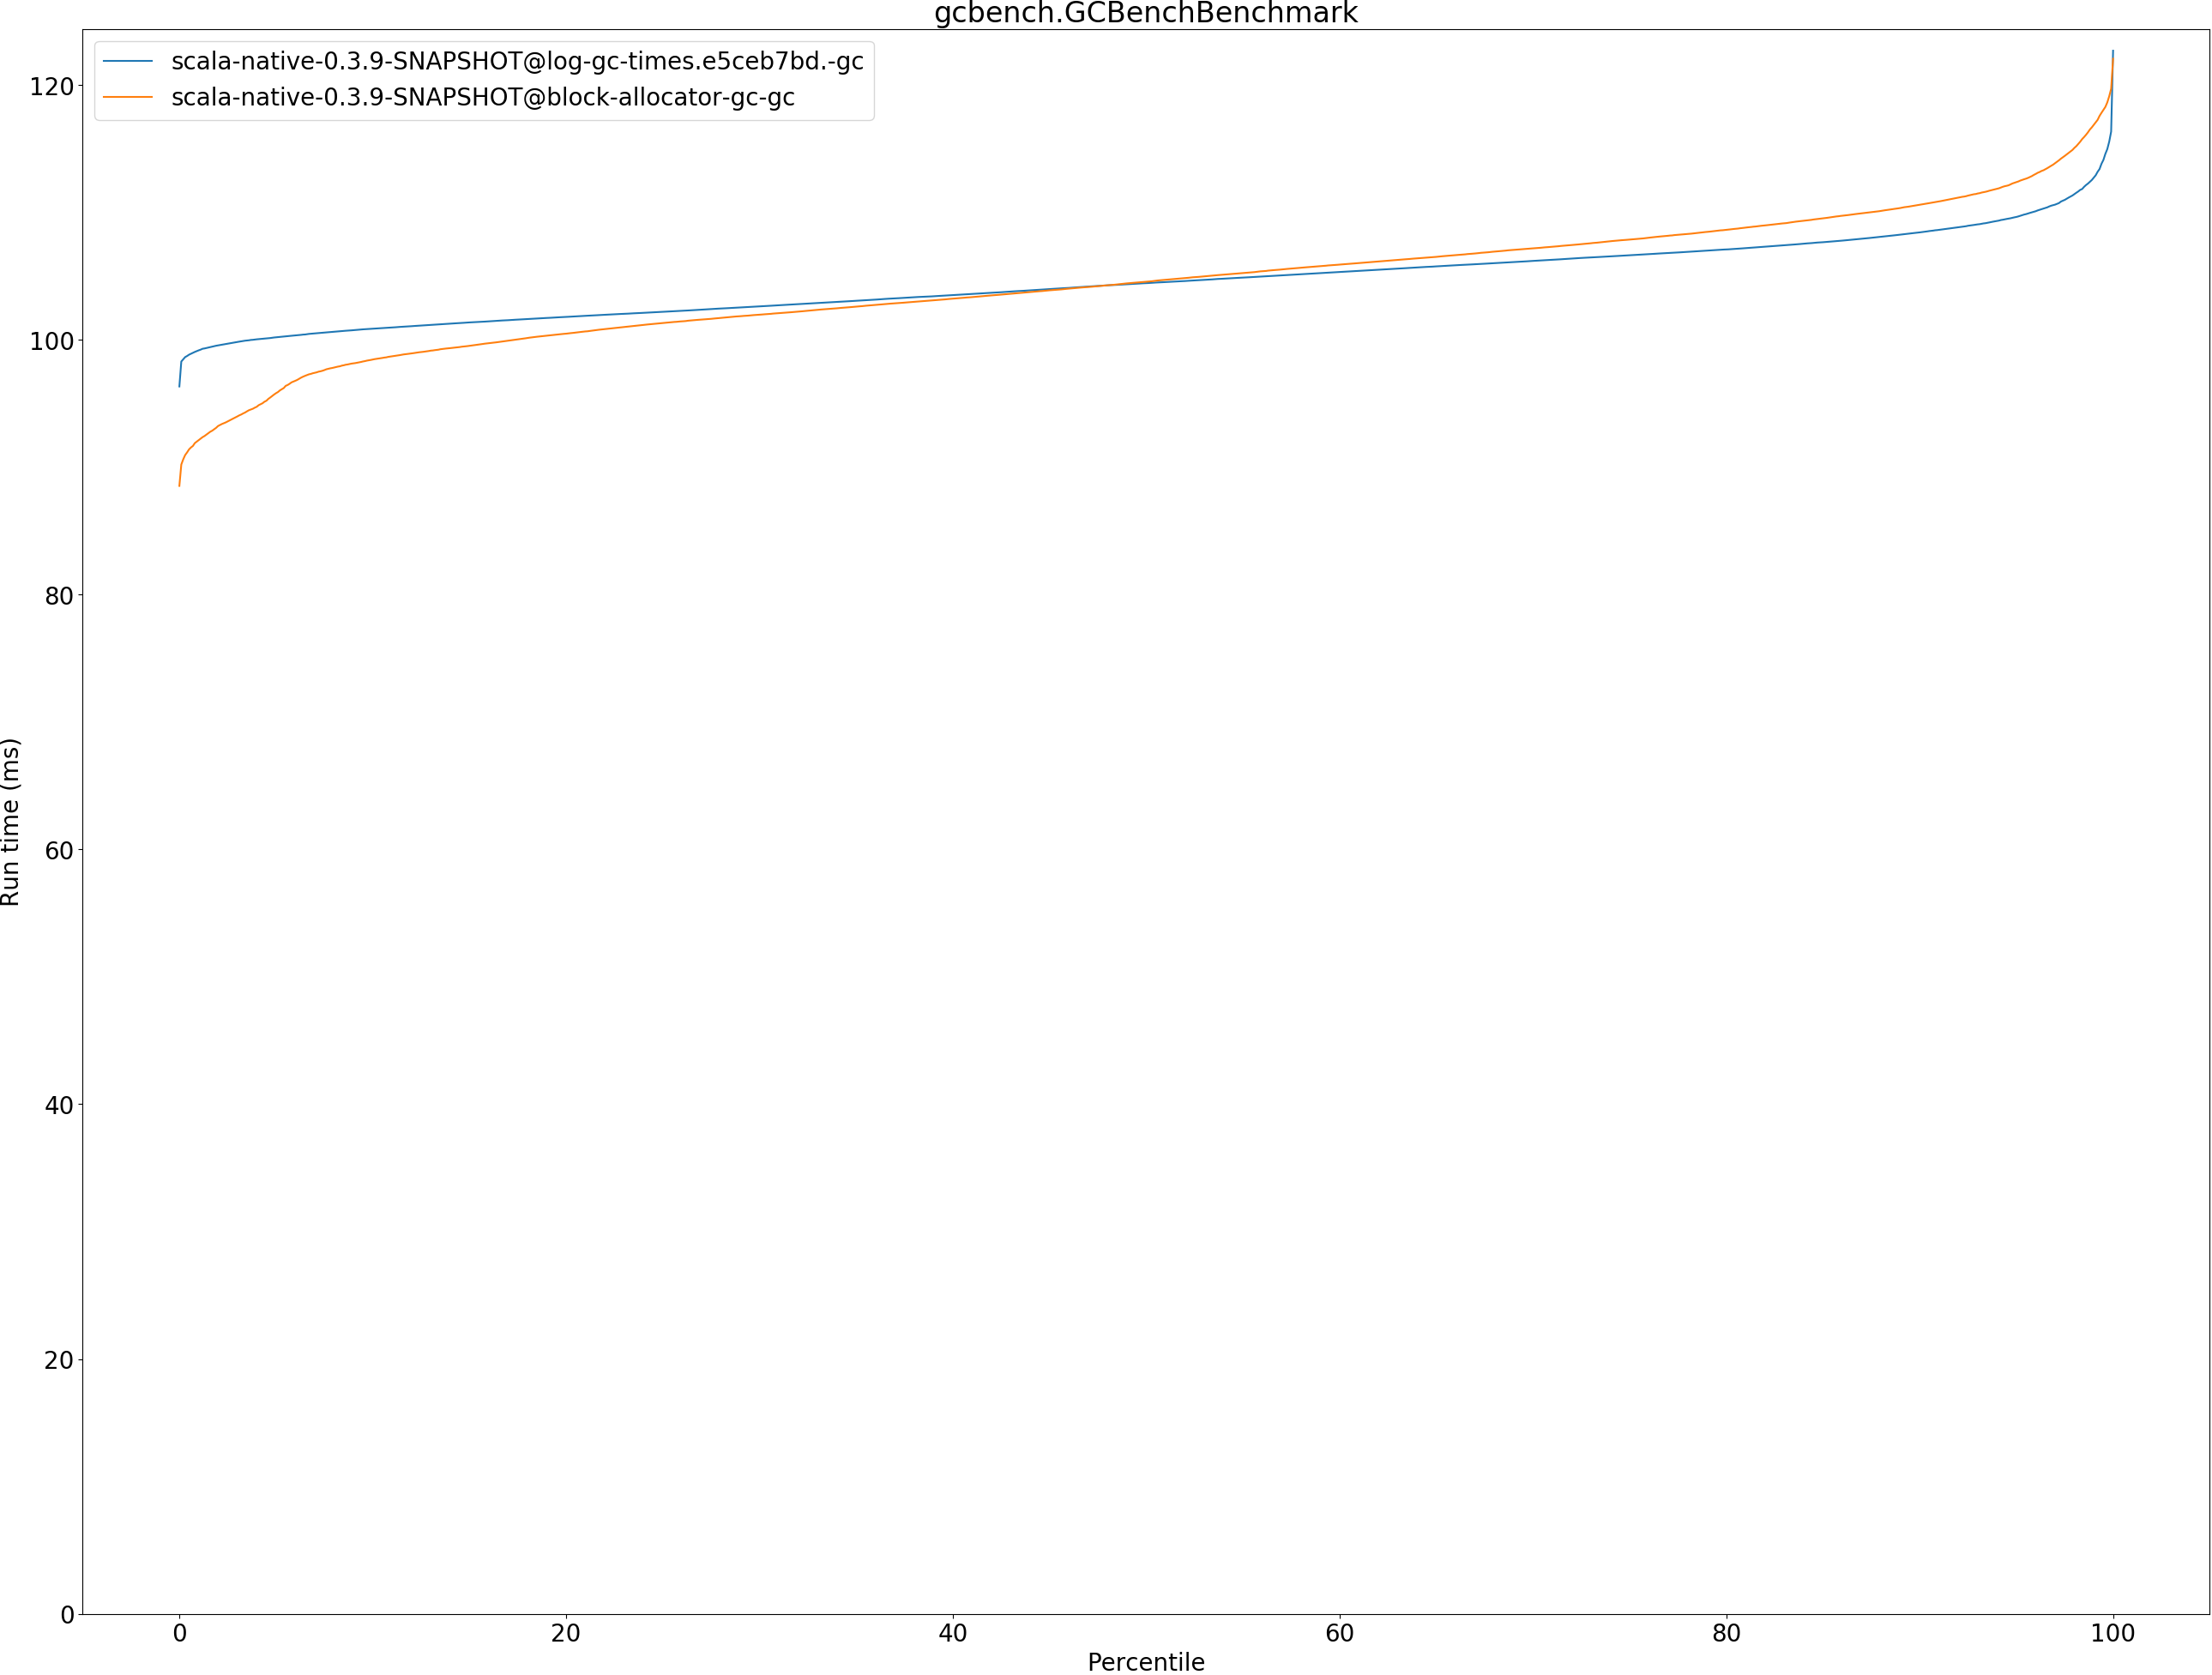 gcbench.GCBenchBenchmark
scala-native-0.3.9-SNAPSHOT@log-gc-times.e5ceb7bd.-gc
scala-native-0.3.9-SNAPSHOT@block-allocator-gc-gc
120
100
80
60
40
20
0
Run time (ms)
0 20 40 60 80 100
Percentile